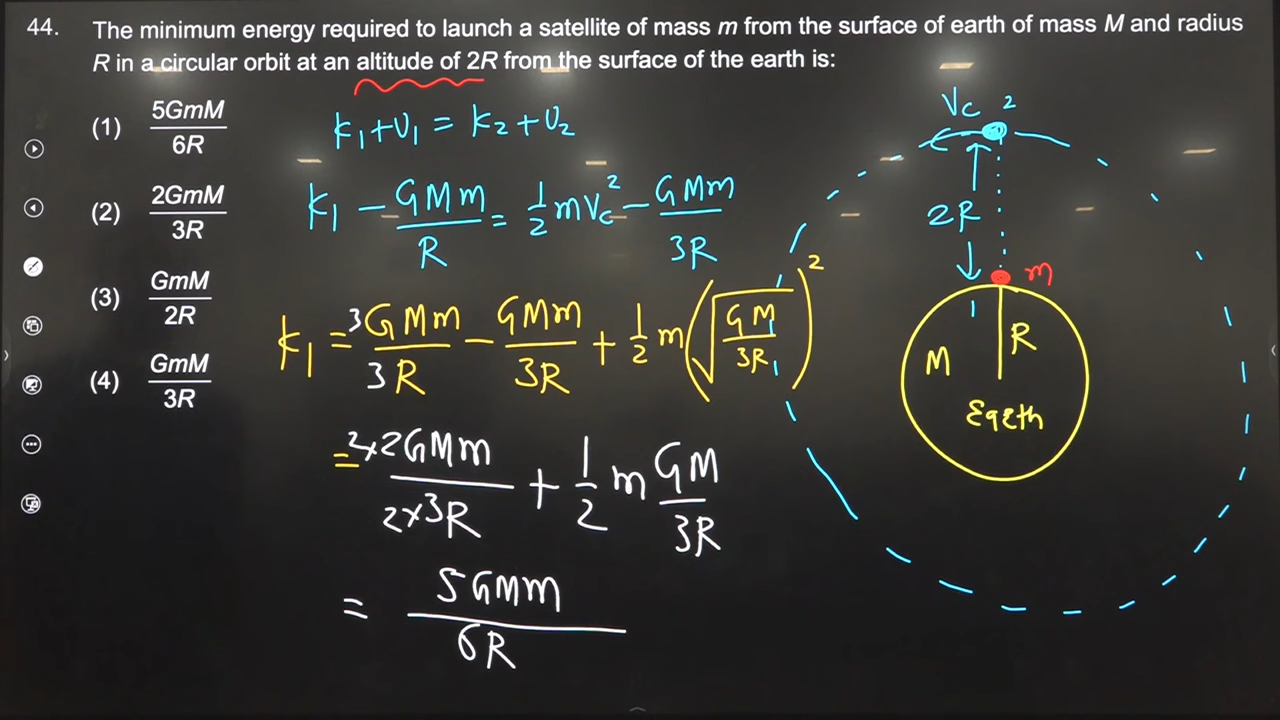 44. The minimum energy required to launch a satellite of mass m from the surface of earth of mass M and radius
R in a circular orbit at an altitude of 2R from the surface of the earth is:
(1) 5GmM/6R
(2) 2GmM/3R
(3) GmM/2R
(4) GmM/3R
K₁+U₁ = K₂+U₂
K₁ − GMm/R = 1/2 mVc² − GMm/3R
K₁ = 3GMm/3R − GMm/3R + 1/2 m(√(GM/3R))²
= 2×2GMm/2×3R + 1/2 m GM/3R
= 5GMm/6R
Vc 2
2R
m
M R
Earth